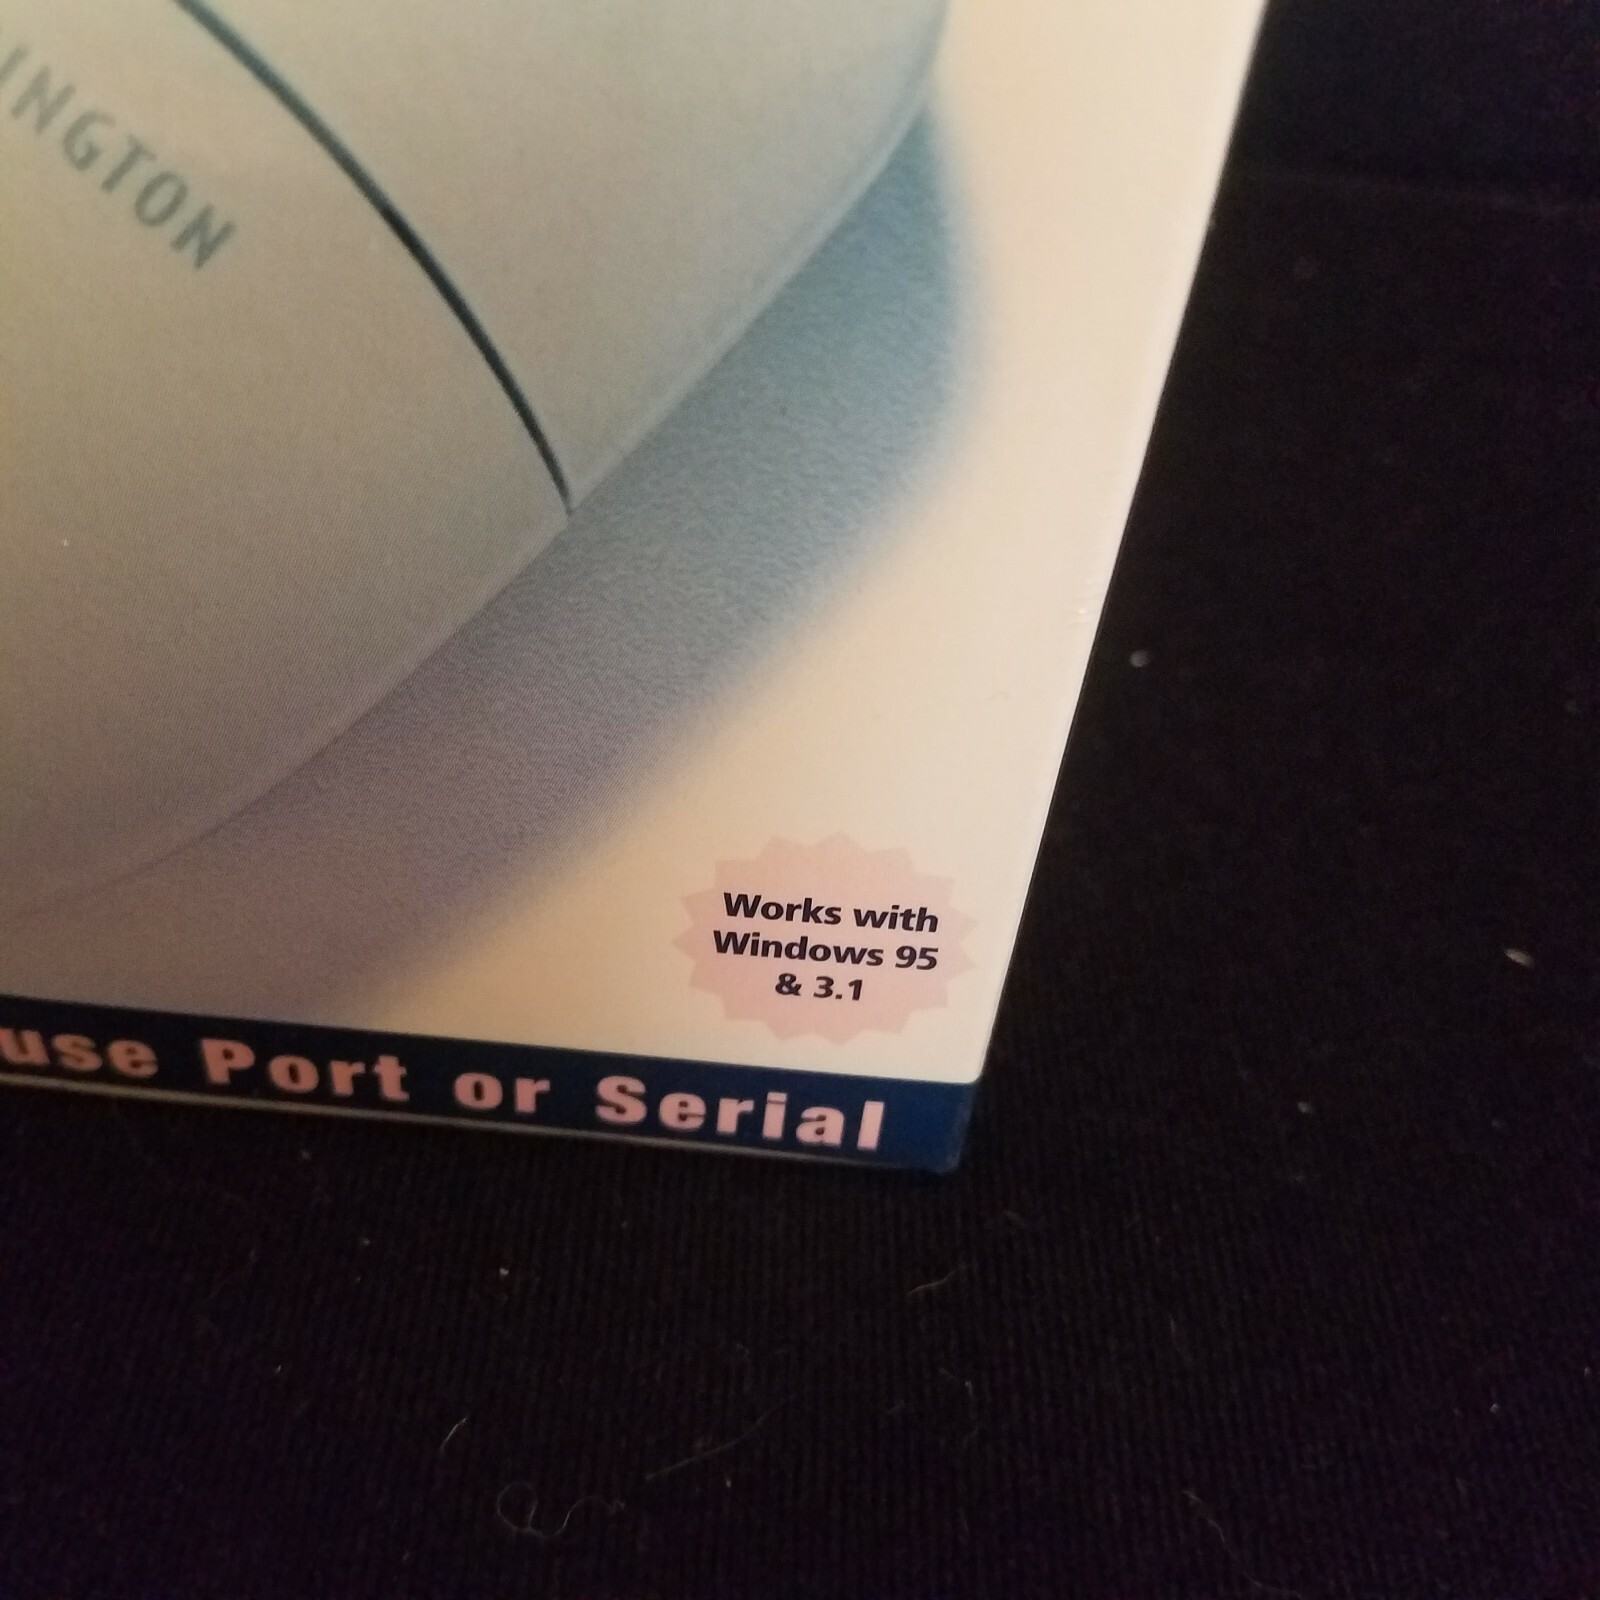 INGTON
Works with
Windows 95
& 3.1
use Port or Serial